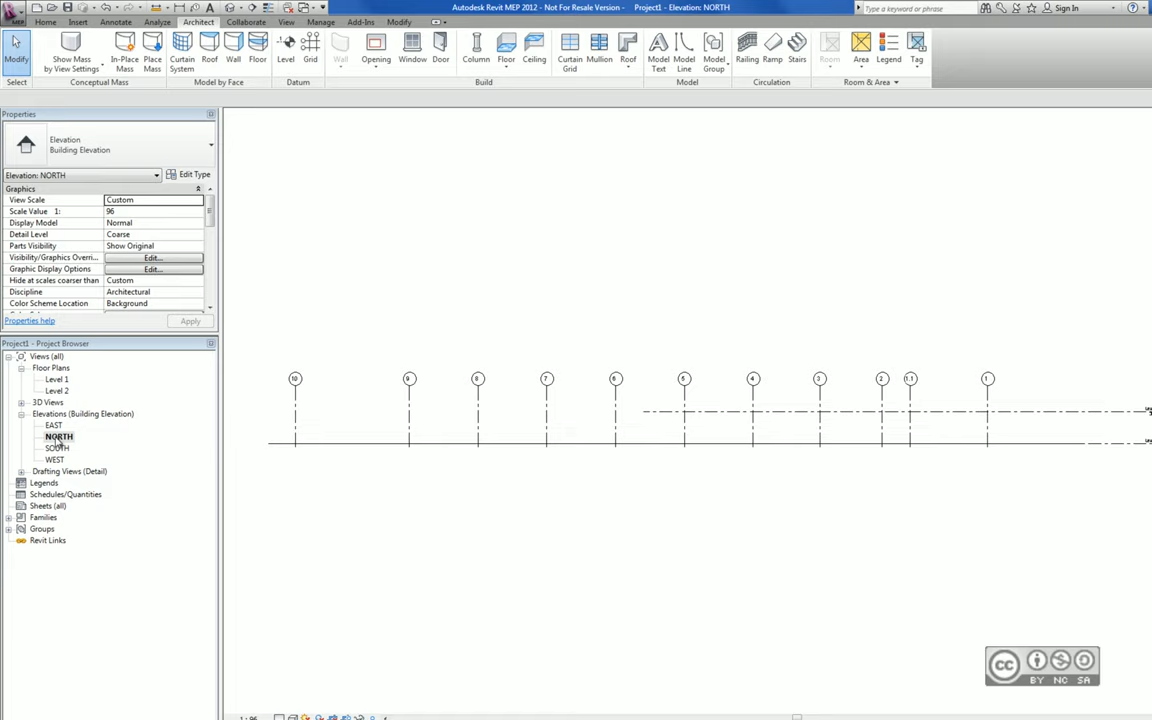 MEP
Autodesk Revit MEP 2012 - Not For Resale Version - Project1 - Elevation: NORTH
Type a keyword or phrase
Sign In
Home Insert Annotate Analyze Architect Collaborate View Manage Add-Ins Modify
Modify
Show Mass
by View Settings
In-Place
Mass
Place
Mass
Curtain
System
Roof
Wall
Floor
Level
Grid
Wall
Opening
Window
Door
Column
Floor
Ceiling
Curtain
Grid
Mullion
Roof
Model
Text
Model
Line
Model
Group
Railing
Ramp
Stairs
Room
Area
Legend
Tag
Select Conceptual Mass Model by Face Datum Build Model Circulation Room & Area
Properties
Elevation
Building Elevation
Elevation: NORTH Edit Type
Graphics
View Scale Custom
Scale Value 1: 96
Display Model Normal
Detail Level Coarse
Parts Visibility Show Original
Visibility/Graphics Overri... Edit...
Graphic Display Options Edit...
Hide at scales coarser than Custom
Discipline Architectural
Color Scheme Location Background
Properties help Apply
Project1 - Project Browser
Views (all)
Floor Plans
Level 1
Level 2
3D Views
Elevations (Building Elevation)
EAST
NORTH
SOUTH
WEST
Drafting Views (Detail)
Legends
Schedules/Quantities
Sheets (all)
Families
Groups
Revit Links
10 9 8 7 6 5 4 3 2 1.1 1
1 : 96
cc
BY NC SA